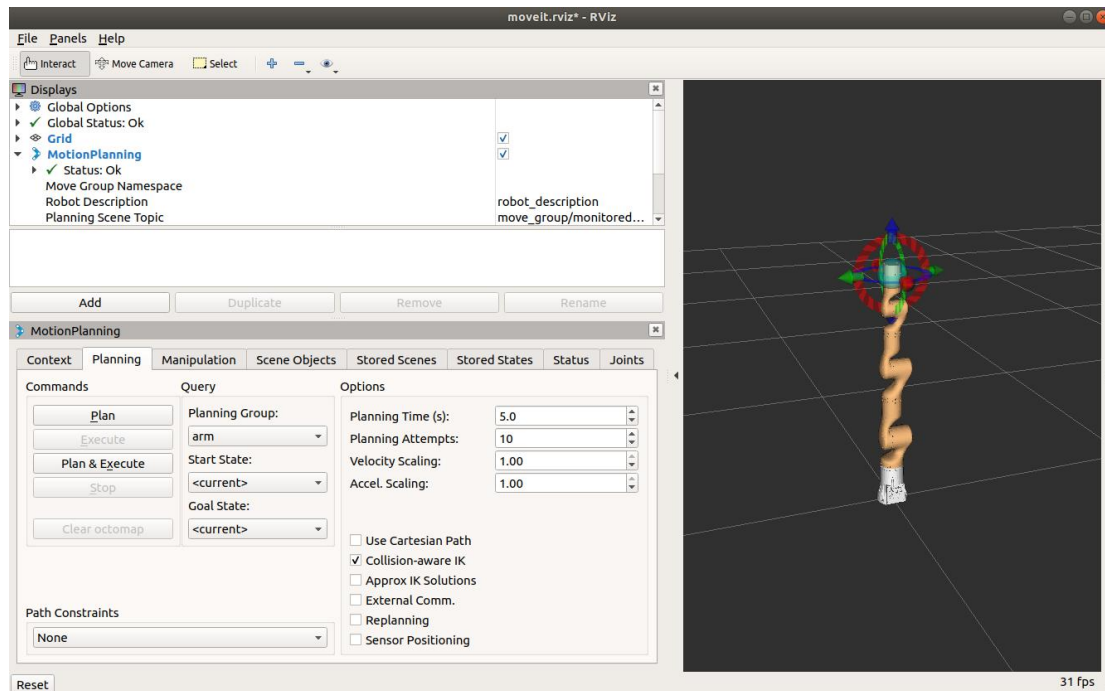 moveit.rviz* - RViz
File Panels Help
Interact Move Camera Select
Displays
Global Options
Global Status: Ok
Grid
MotionPlanning
Status: Ok
Move Group Namespace
Robot Description robot_description
Planning Scene Topic move_group/monitored...
Add Duplicate Remove Rename
MotionPlanning
Context Planning Manipulation Scene Objects Stored Scenes Stored States Status Joints
Commands Query Options
Plan Planning Group: Planning Time (s): 5.0
Execute arm Planning Attempts: 10
Plan & Execute Start State: Velocity Scaling: 1.00
Stop <current> Accel. Scaling: 1.00
Goal State:
Clear octomap <current>
Use Cartesian Path
Collision-aware IK
Approx IK Solutions
External Comm.
Path Constraints Replanning
None Sensor Positioning
Reset 31 fps